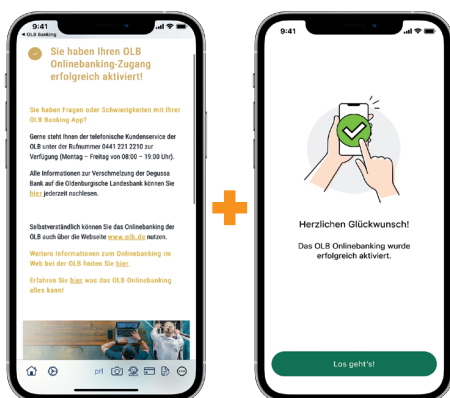 9:41
◀ OLB Banking
Sie haben Ihren OLB
Onlinebanking-Zugang
erfolgreich aktiviert!
Sie haben Fragen oder Schwierigkeiten mit Ihrer
OLB Banking App?
Gerne steht Ihnen der telefonische Kundenservice der
OLB unter der Rufnummer 0441 221 2210 zur
Verfügung (Montag – Freitag von 08:00 – 19:00 Uhr).
Alle Informationen zur Verschmelzung der Degussa
Bank auf die Oldenburgische Landesbank können Sie
hier jederzeit nachlesen.
Selbstverständlich können Sie das Onlinebanking der
OLB auch über die Webseite www.olb.de nutzen.
Weitere Informationen zum Onlinebanking im
Web bei der OLB finden Sie hier.
Erfahren Sie hier was das OLB Onlinebanking
alles kann!
prl
9:41
Herzlichen Glückwunsch!
Das OLB Onlinebanking wurde
erfolgreich aktiviert.
Los geht's!